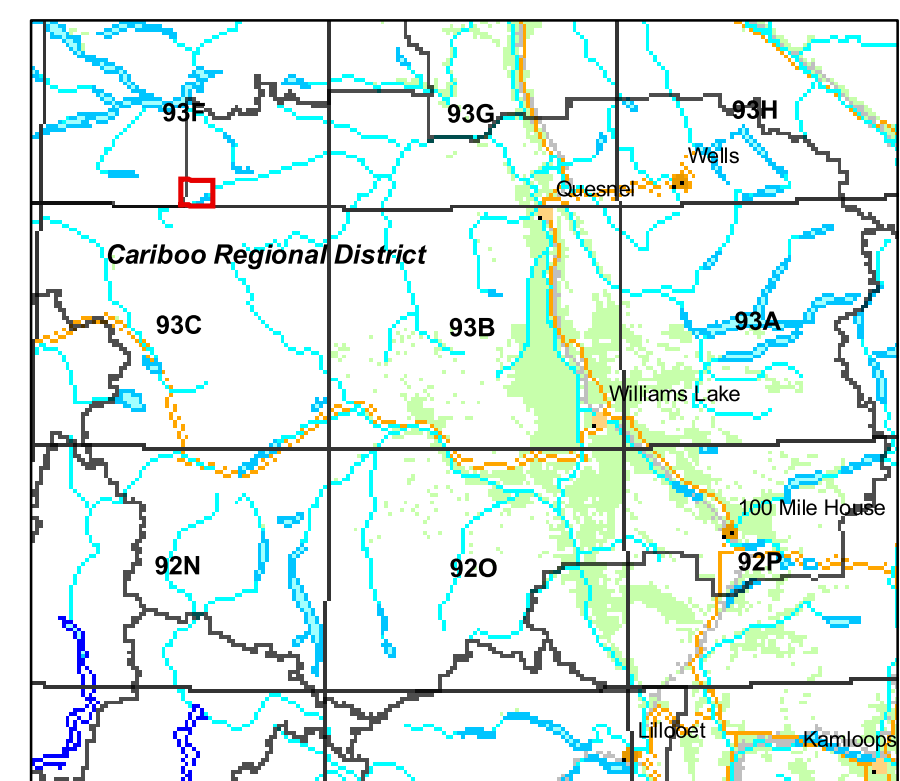 93F
93G
93H
Wells
Quesnel
Cariboo Regional District
93C
93B
93A
Williams Lake
100 Mile House
92N
92O
92P
Lillooet
Kamloops